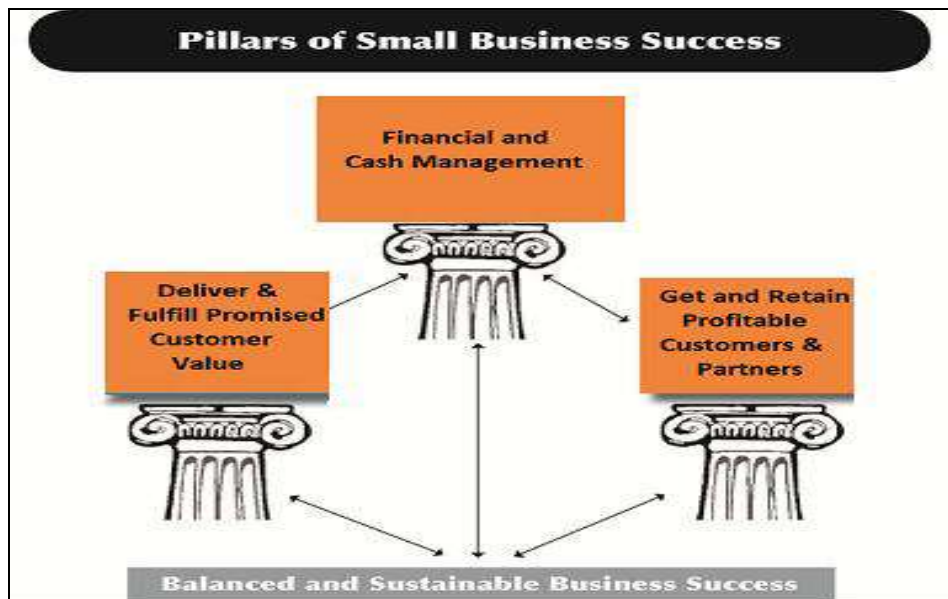 Pillars of Small Business Success
Financial and
Cash Management
Deliver &
Fulfill Promised
Customer
Value
Get and Retain
Profitable
Customers &
Partners
Balanced and Sustainable Business Success